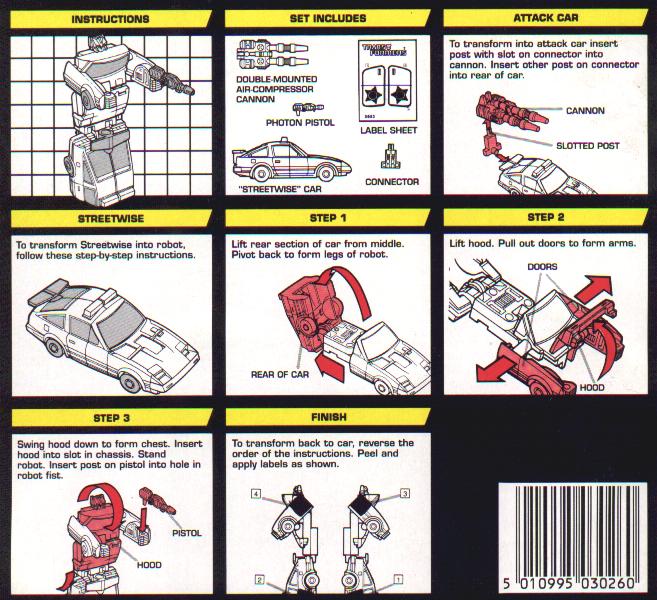 INSTRUCTIONS
SET INCLUDES
DOUBLE-MOUNTED
AIR-COMPRESSOR
CANNON
PHOTON PISTOL
TRANSFORMERS
LABEL SHEET
"STREETWISE" CAR
CONNECTOR
ATTACK CAR
To transform into attack car insert
post with slot on connector into
cannon. Insert other post on connector
into rear of car.
CANNON
SLOTTED POST
STREETWISE
To transform Streetwise into robot,
follow these step-by-step instructions.
STEP 1
Lift rear section of car from middle.
Pivot back to form legs of robot.
REAR OF CAR
STEP 2
Lift hood. Pull out doors to form arms.
DOORS
HOOD
STEP 3
Swing hood down to form chest. Insert
hood into slot in chassis. Stand
robot. Insert post on pistol into hole in
robot fist.
PISTOL
HOOD
FINISH
To transform back to car, reverse the
order of the instructions. Peel and
apply labels as shown.
4
3
2
1
5 010995 030260